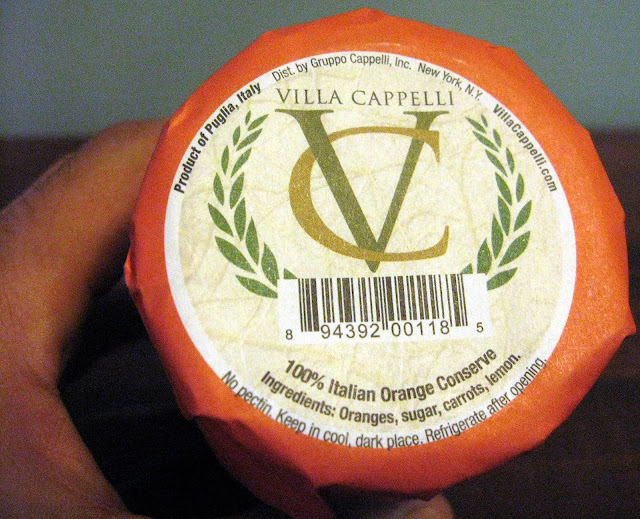 Product of Puglia, Italy
Dist. by Gruppo Cappelli, Inc. New York, N.Y.
VillaCappelli.com
VILLA CAPPELLI
VC
8 94392 00118 5
100% Italian Orange Conserve
Ingredients: Oranges, sugar, carrots, lemon.
No pectin. Keep in cool, dark place. Refrigerate after opening.